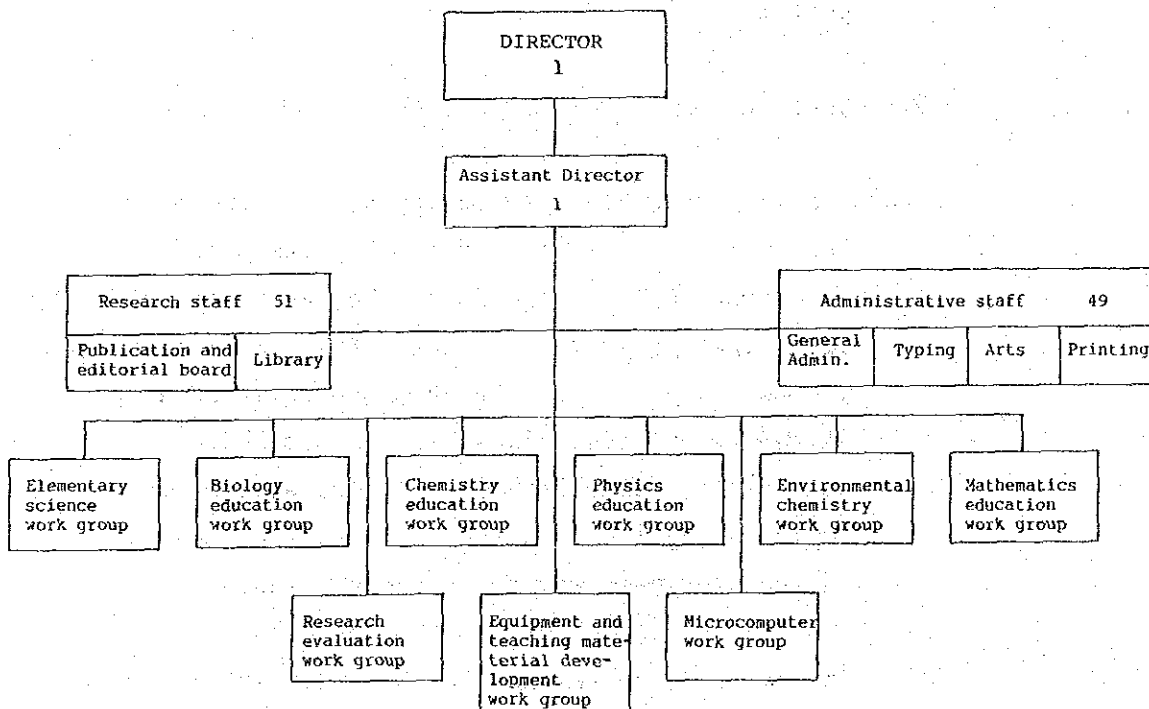 DIRECTOR
1
Assistant Director
1
Research staff 51
Publication and
editorial board
Library
Administrative staff 49
General
Admin.
Typing
Arts
Printing
Elementary
science
work group
Biology
education
work group
Chemistry
education
work group
Physics
education
work group
Environmental
chemistry
work group
Mathematics
education
work group
Research
evaluation
work group
Equipment and
teaching mate-
terial deve-
lopment
work group
Microcomputer
work group